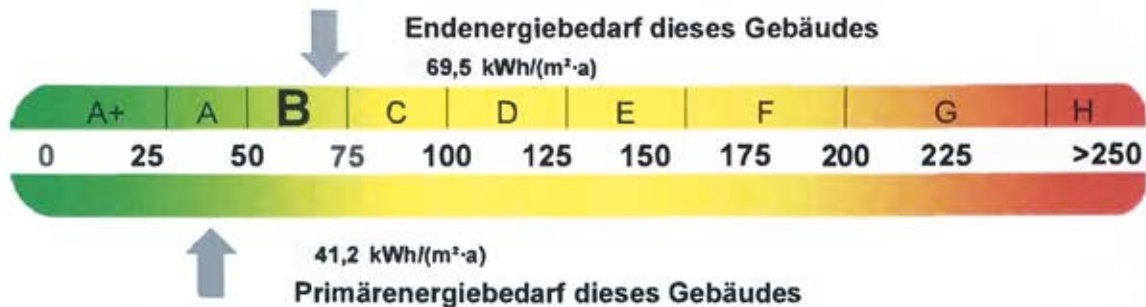 Endenergiebedarf dieses Gebäudes
69,5 kWh/(m²·a)
A+ A B C D E F G H
0 25 50 75 100 125 150 175 200 225 >250
41,2 kWh/(m²·a)
Primärenergiebedarf dieses Gebäudes